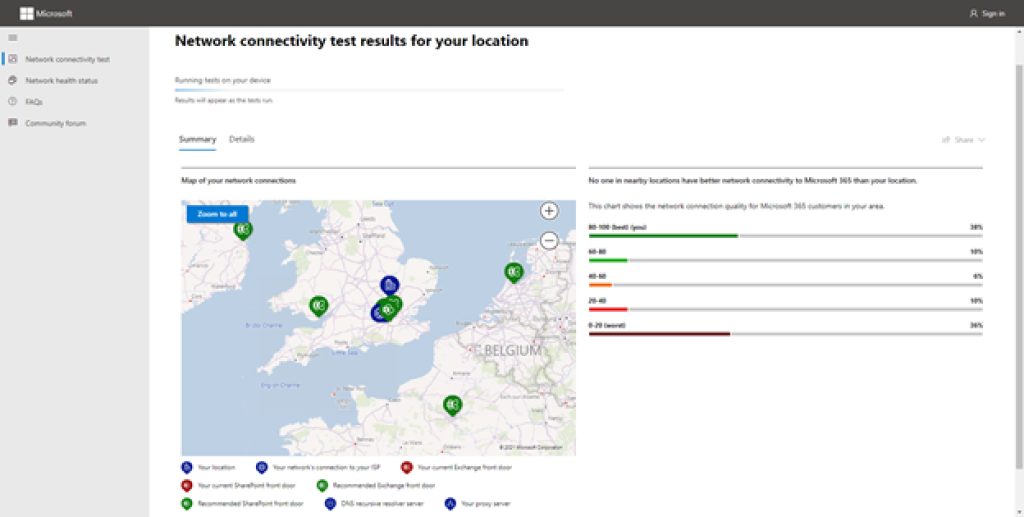 Microsoft
Sign in
Network connectivity test
Network health status
FAQs
Community forum
Network connectivity test results for your location
Running tests on your device
Results will appear as the tests run.
Summary Details
Share
Map of your network connections
Zoom to all
Leeds
Sheffield
BELGIUM
Le Mans
© 2021 Microsoft Corporation
Your location
Your network's connection to your ISP
Your current Exchange front door
Your current SharePoint front door
Recommended Exchange front door
Recommended SharePoint front door
DNS recursive resolver server
Your proxy server
No one in nearby locations have better network connectivity to Microsoft 365 than your location.
This chart shows the network connection quality for Microsoft 365 customers in your area.
80-100 (best) (you) 38%
60-80 10%
40-60 6%
20-40 10%
0-20 (worst) 36%